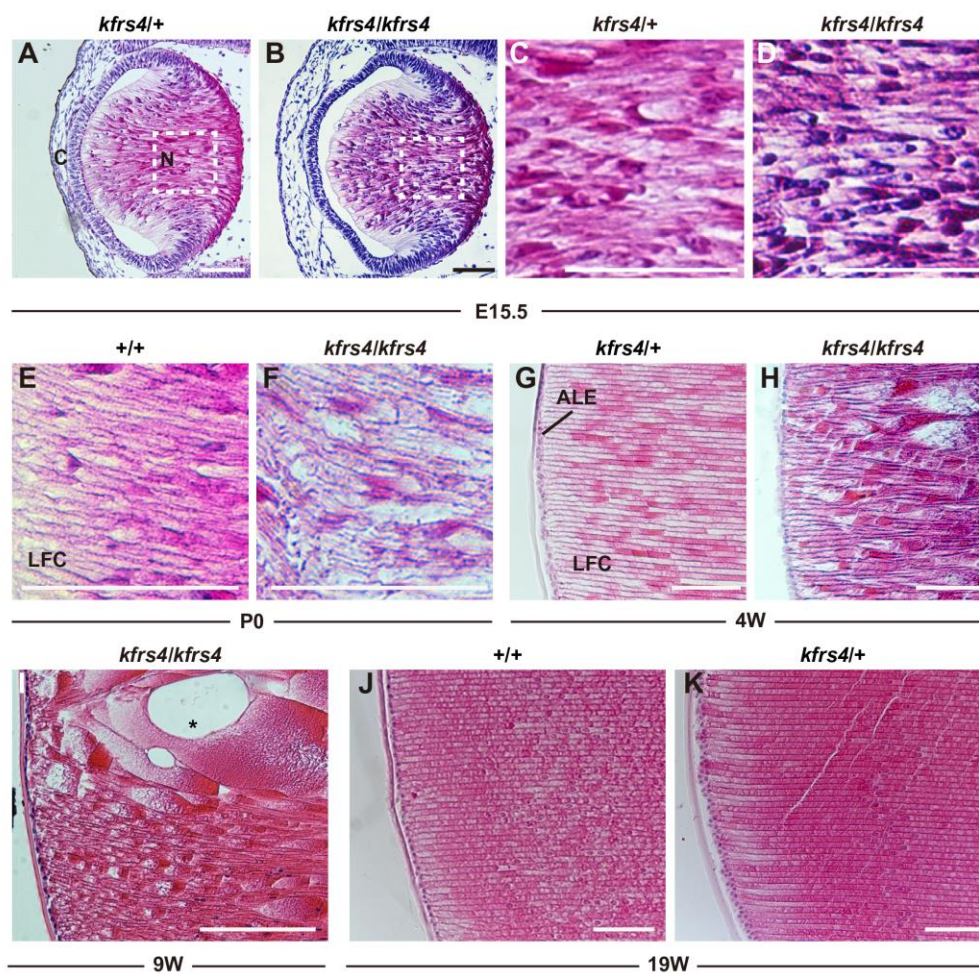 kfrs4/+ kfrs4/kfrs4 kfrs4/+ kfrs4/kfrs4
A B C D
C N
E15.5
+/+ kfrs4/kfrs4 kfrs4/+ kfrs4/kfrs4
E F G H
ALE
LFC LFC
P0 4W
kfrs4/kfrs4 +/+ kfrs4/+
J K
*
9W 19W